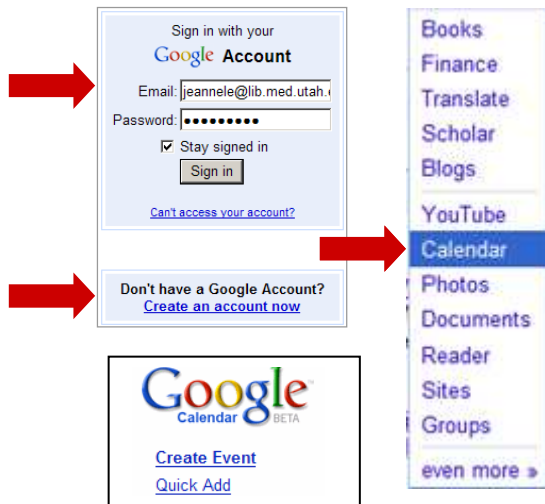 Sign in with your
Google Account
Email: jeannele@lib.med.utah.
Password: ●●●●●●●●●
Stay signed in
Sign in
Can't access your account?
Don't have a Google Account?
Create an account now
Google
Calendar BETA
Create Event
Quick Add
Books
Finance
Translate
Scholar
Blogs
YouTube
Calendar
Photos
Documents
Reader
Sites
Groups
even more »